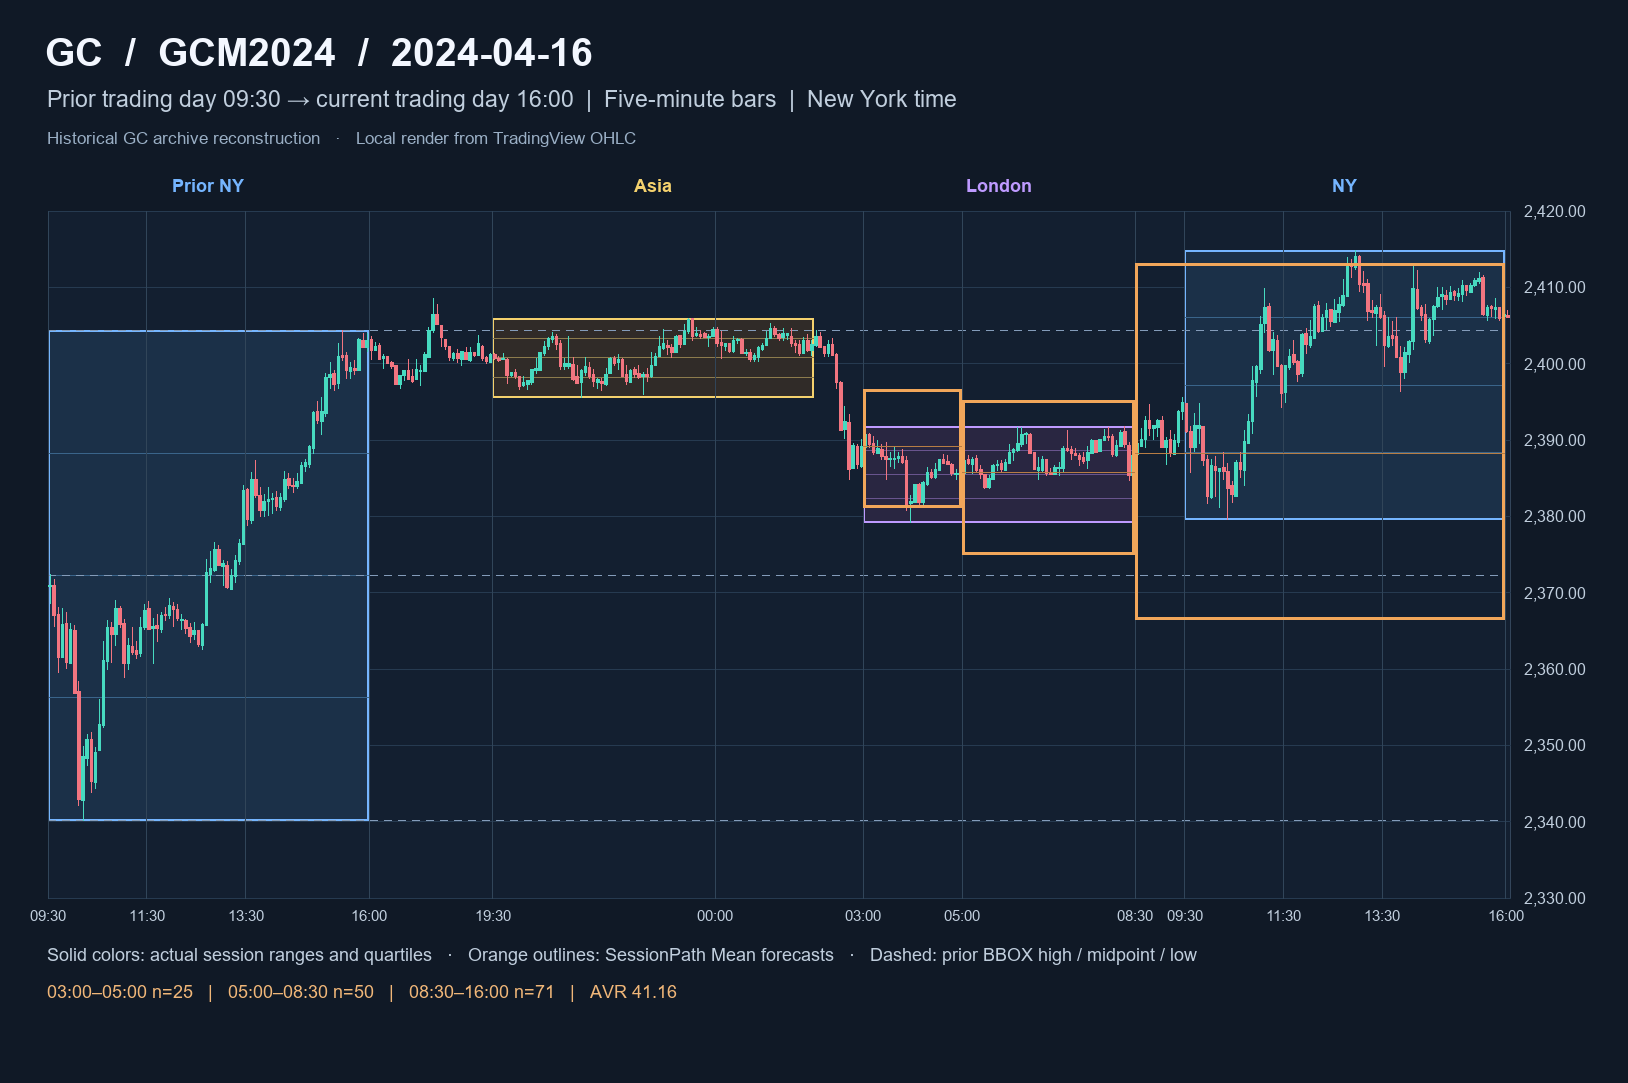 GC / GCM2024 / 2024-04-16
Prior trading day 09:30 → current trading day 16:00 | Five-minute bars | New York time
Historical GC archive reconstruction · Local render from TradingView OHLC
Prior NY Asia London NY
2,420.00
2,410.00
2,400.00
2,390.00
2,380.00
2,370.00
2,360.00
2,350.00
2,340.00
2,330.00
09:30 11:30 13:30 16:00 19:30 00:00 03:00 05:00 08:30 09:30 11:30 13:30 16:00
Solid colors: actual session ranges and quartiles · Orange outlines: SessionPath Mean forecasts · Dashed: prior BBOX high / midpoint / low
03:00–05:00 n=25 | 05:00–08:30 n=50 | 08:30–16:00 n=71 | AVR 41.16